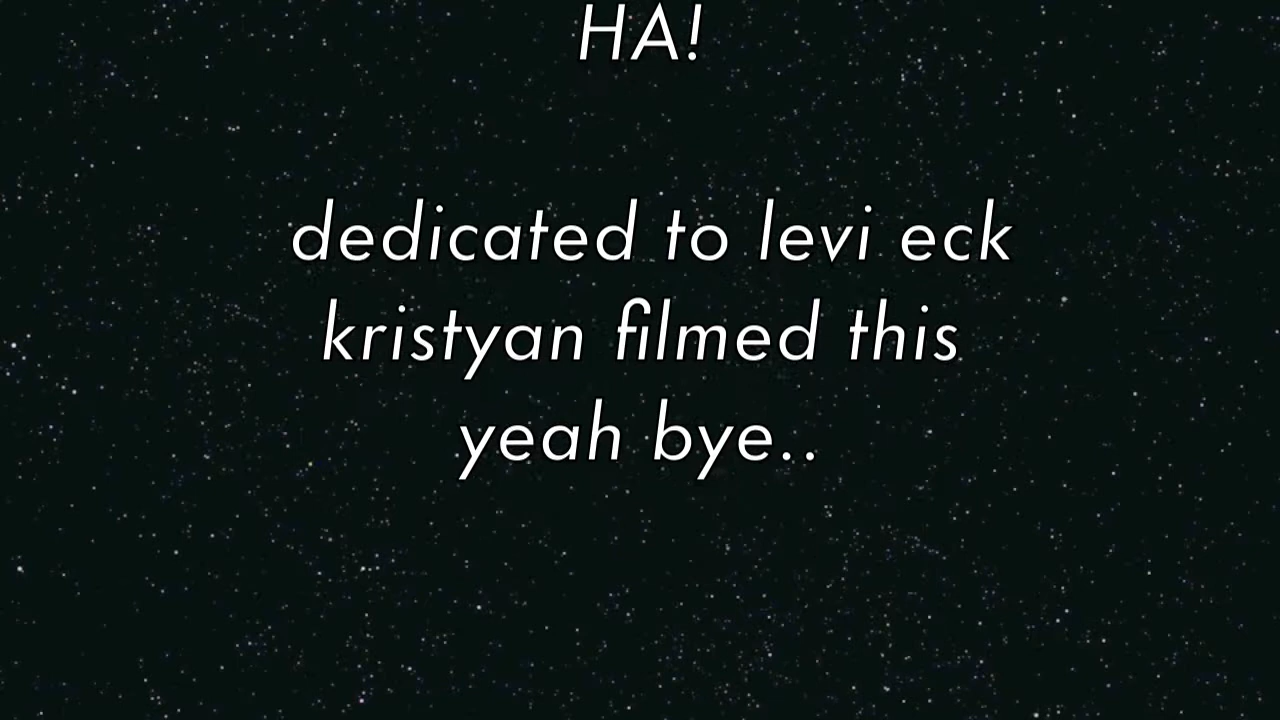 HA!
dedicated to levi eck
kristyan filmed this
yeah bye..